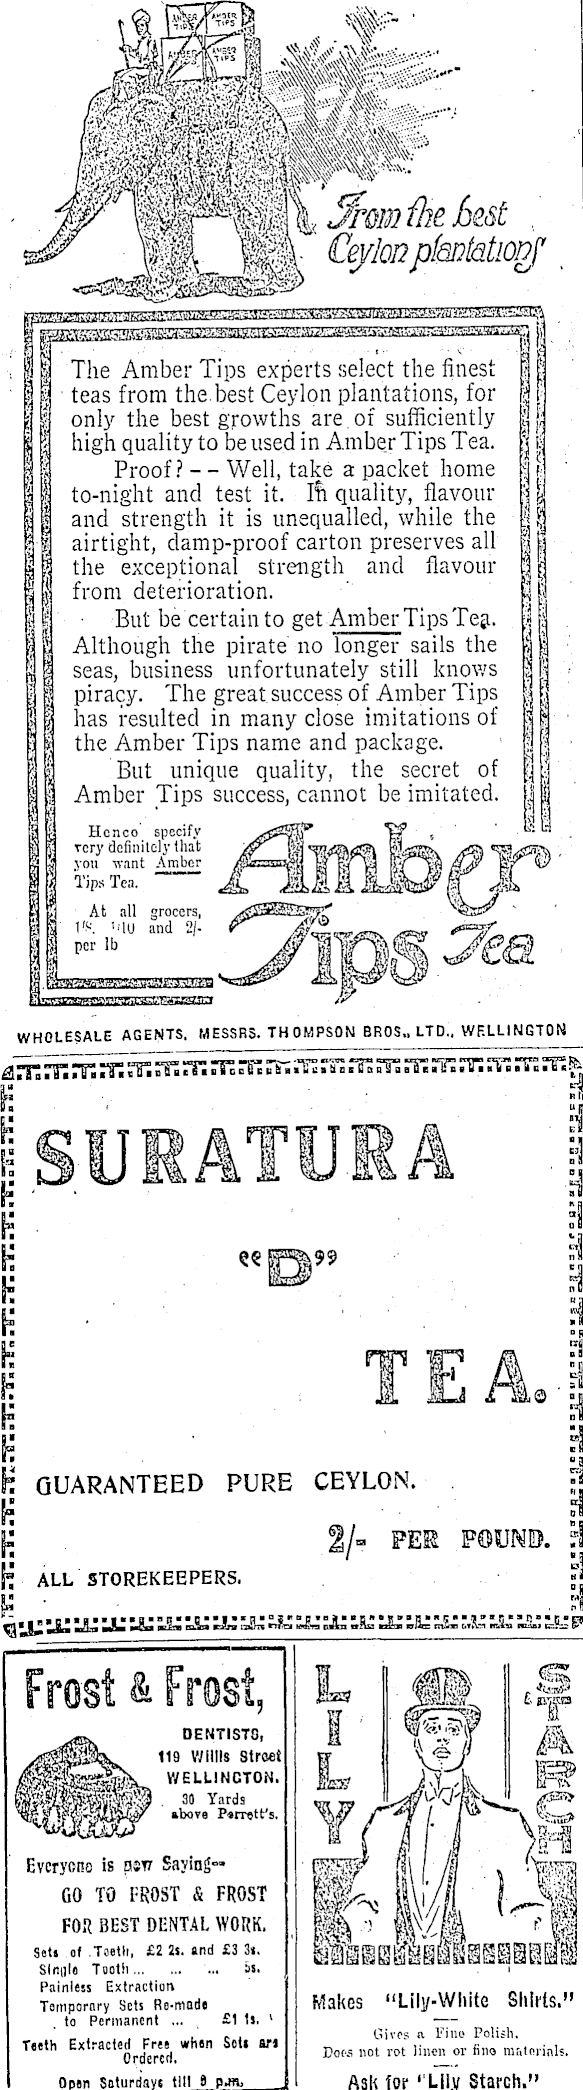 AMBER TIPS
AMBER TIPS
AMBER TIPS
AMBER TIPS
From the best
Ceylon plantations
The Amber Tips experts select the finest
teas from the best Ceylon plantations, for
only the best growths are of sufficiently
high quality to be used in Amber Tips Tea.
Proof? -- Well, take a packet home
to-night and test it. In quality, flavour
and strength it is unequalled, while the
airtight, damp-proof carton preserves all
the exceptional strength and flavour
from deterioration.
But be certain to get Amber Tips Tea.
Although the pirate no longer sails the
seas, business unfortunately still knows
piracy. The great success of Amber Tips
has resulted in many close imitations of
the Amber Tips name and package.
But unique quality, the secret of
Amber Tips success, cannot be imitated.
Hence specify
very definitely that
you want Amber
Tips Tea.
At all grocers,
1/8, 1/10 and 2/-
per lb
Amber
Tips Tea
WHOLESALE AGENTS, MESSRS. THOMPSON BROS., LTD., WELLINGTON
SURATURA
"D"
TEA.
GUARANTEED PURE CEYLON.
2/- PER POUND.
ALL STOREKEEPERS.
Frost & Frost,
DENTISTS,
119 Willis Street
WELLINGTON.
30 Yards
above Perrett's.
Everyone is now Saying--
GO TO FROST & FROST
FOR BEST DENTAL WORK.
Sets of Teeth, £2 2s. and £3 3s.
Single Tooth ... ... ... 5s.
Painless Extraction
Temporary Sets Re-made
to Permanent ... £1 1s.
Teeth Extracted Free when Sets are
Ordered.
Open Saturdays till 9 p.m.
LILY
STARCH
Makes "Lily-White Shirts."
Gives a Fine Polish.
Does not rot linen or fine materials.
Ask for "Lily Starch."